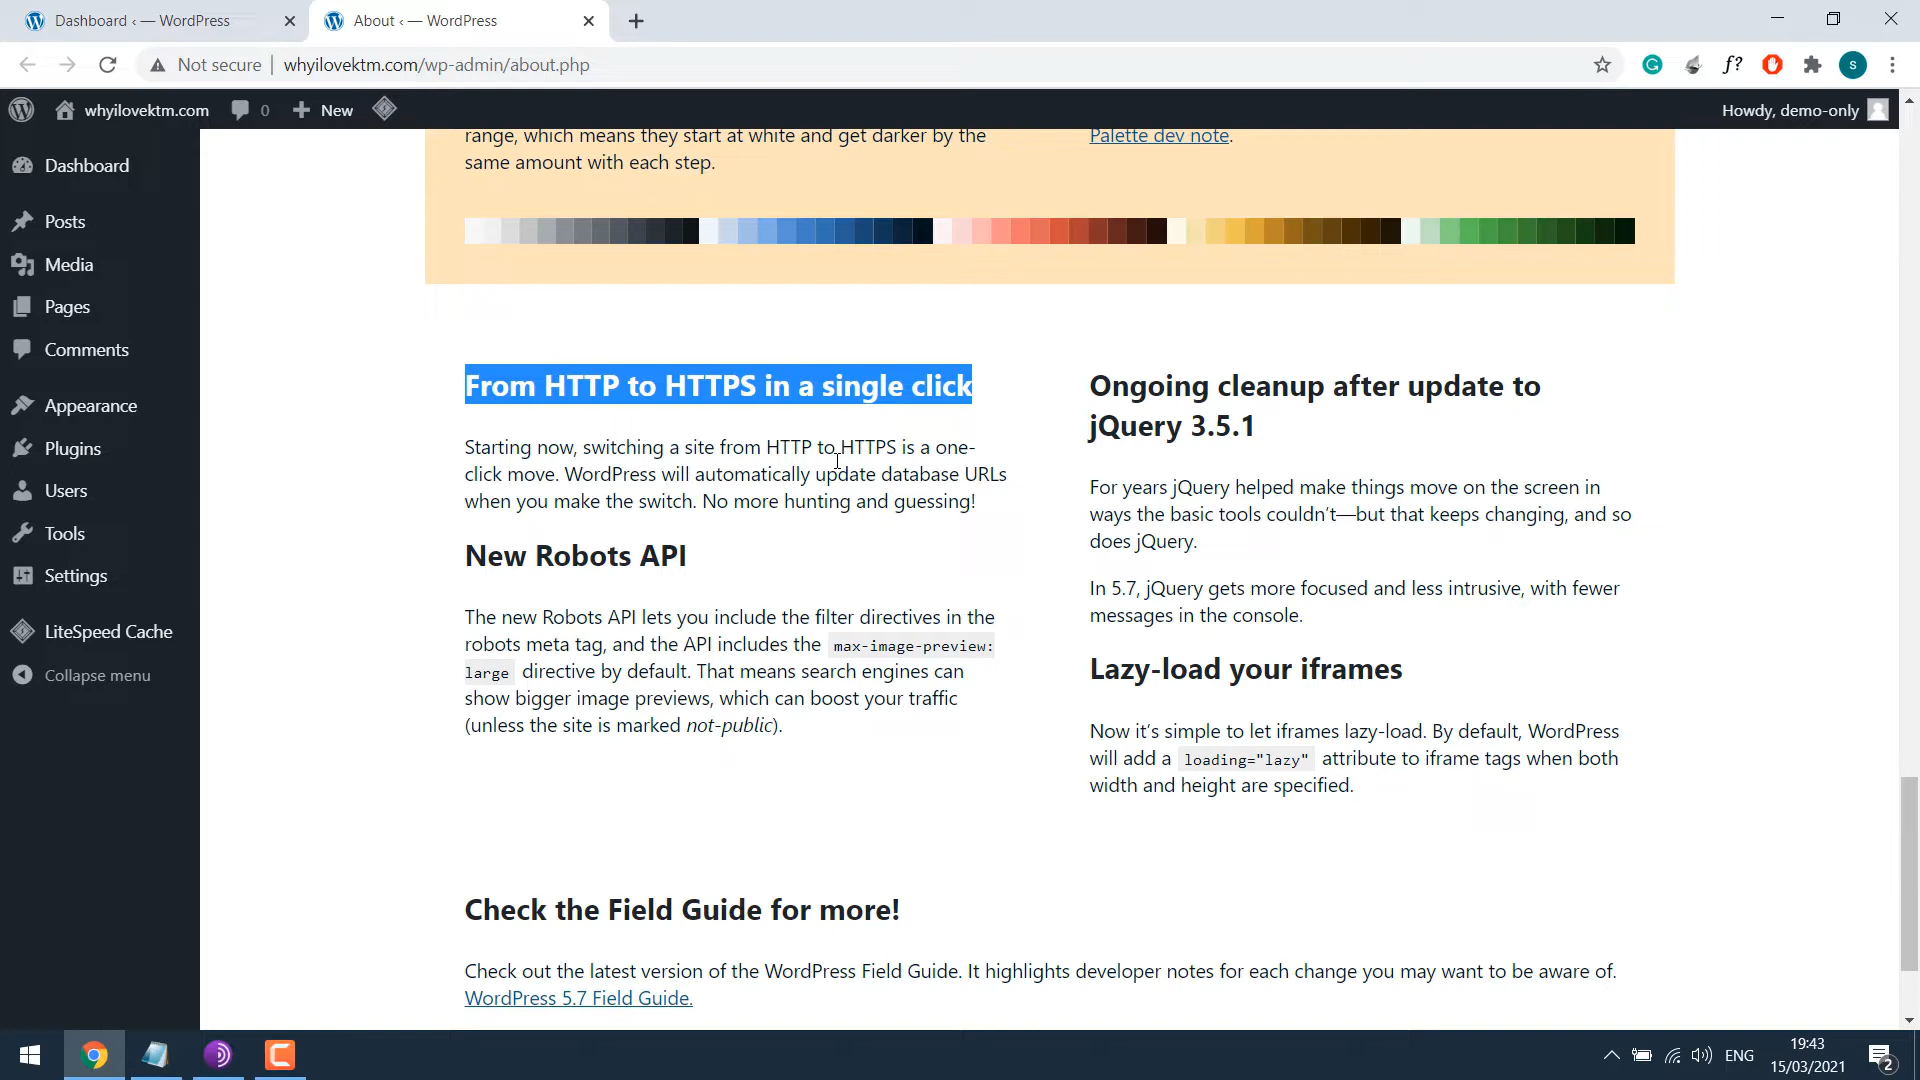 Dashboard ‹ — WordPress
About ‹ — WordPress
Not secure
whyilovektm.com/wp-admin/about.php
f?
S
whyilovektm.com
0
New
Howdy, demo-only
Dashboard
Posts
Media
Pages
Comments
Appearance
Plugins
Users
Tools
Settings
LiteSpeed Cache
Collapse menu
range, which means they start at white and get darker by the
same amount with each step.
Palette dev note.
From HTTP to HTTPS in a single click
Starting now, switching a site from HTTP to HTTPS is a one-
click move. WordPress will automatically update database URLs
when you make the switch. No more hunting and guessing!
New Robots API
The new Robots API lets you include the filter directives in the
robots meta tag, and the API includes the max-image-preview:
large directive by default. That means search engines can
show bigger image previews, which can boost your traffic
(unless the site is marked not-public).
Ongoing cleanup after update to
jQuery 3.5.1
For years jQuery helped make things move on the screen in
ways the basic tools couldn’t—but that keeps changing, and so
does jQuery.
In 5.7, jQuery gets more focused and less intrusive, with fewer
messages in the console.
Lazy-load your iframes
Now it’s simple to let iframes lazy-load. By default, WordPress
will add a loading="lazy" attribute to iframe tags when both
width and height are specified.
Check the Field Guide for more!
Check out the latest version of the WordPress Field Guide. It highlights developer notes for each change you may want to be aware of.
WordPress 5.7 Field Guide.
ENG
19:43
15/03/2021
2